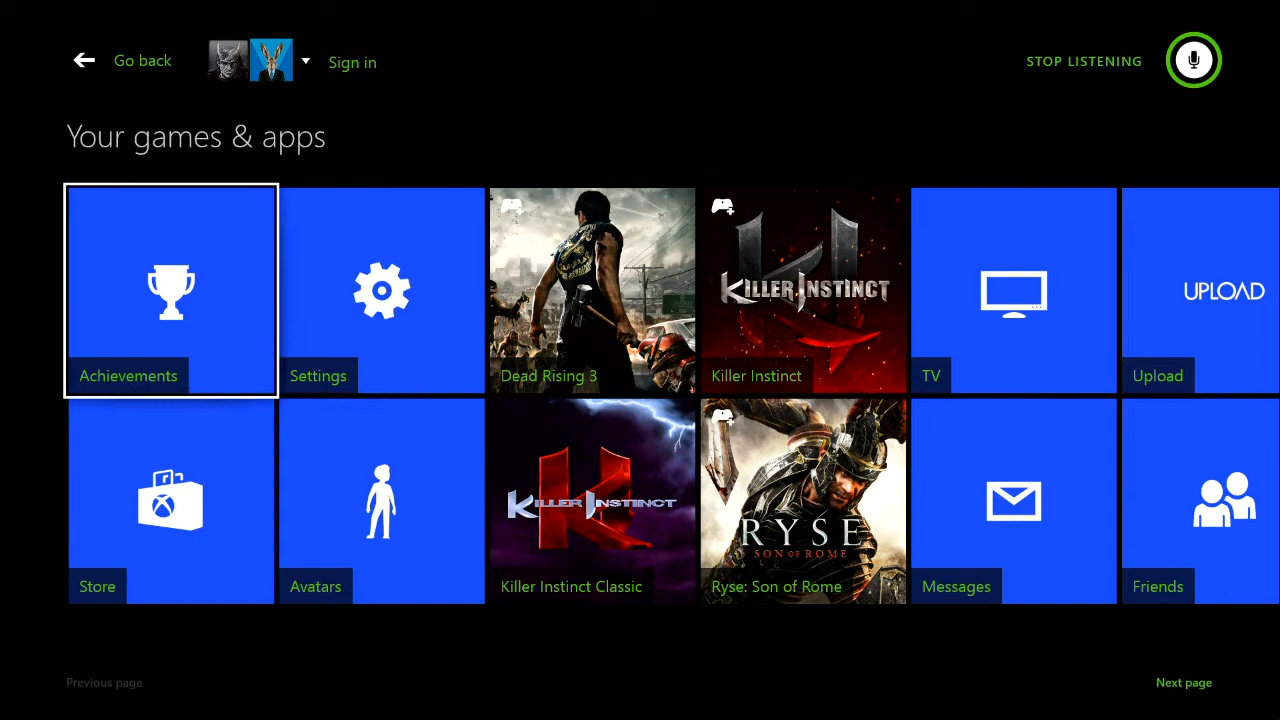 Go back
Sign in
STOP LISTENING
Your games & apps
KILLER INSTINCT
UPLOAD
Achievements
Settings
Dead Rising 3
Killer Instinct
TV
Upload
KILLER INSTINCT
RYSE
SON OF ROME
Store
Avatars
Killer Instinct Classic
Ryse: Son of Rome
Messages
Friends
Previous page
Next page